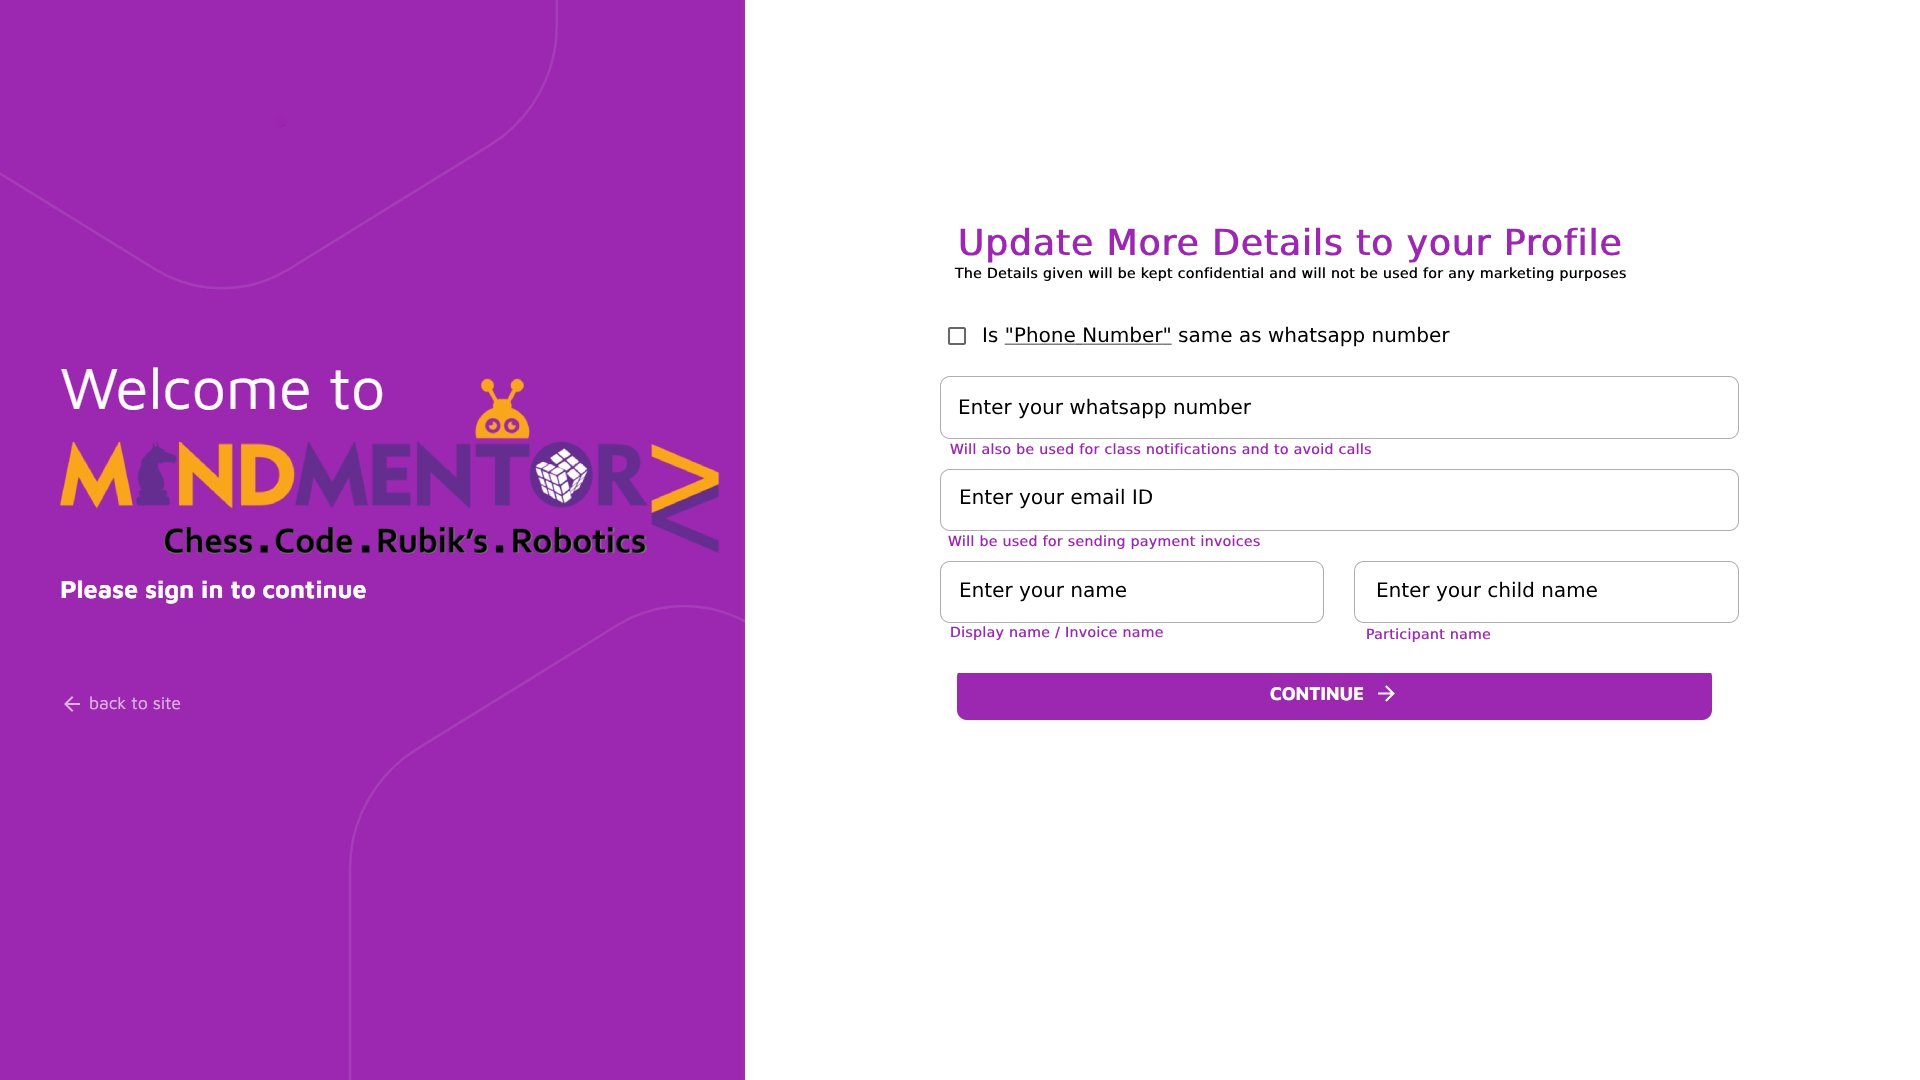 Welcome to
MINDMENTORZ
Chess.Code.Rubik's.Robotics
Please sign in to continue
back to site
Update More Details to your Profile
The Details given will be kept confidential and will not be used for any marketing purposes
Is "Phone Number" same as whatsapp number
Enter your whatsapp number
Will also be used for class notifications and to avoid calls
Enter your email ID
Will be used for sending payment invoices
Enter your name
Enter your child name
Display name / Invoice name
Participant name
CONTINUE